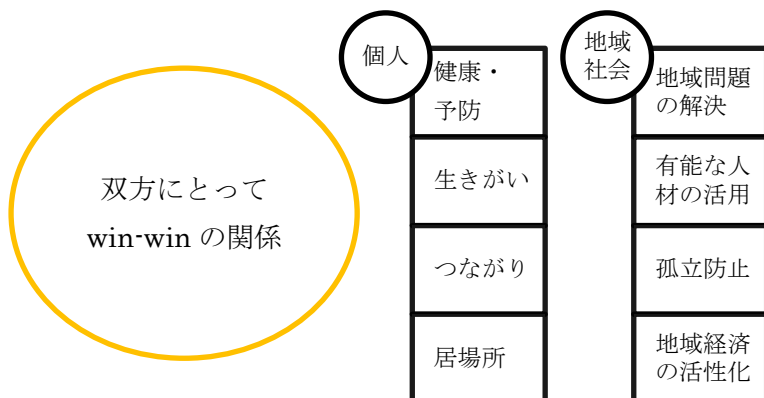 双方にとって
win-win の関係
個人
健康・
予防
生きがい
つながり
居場所
地域
社会
地域問題
の解決
有能な人
材の活用
孤立防止
地域経済
の活性化